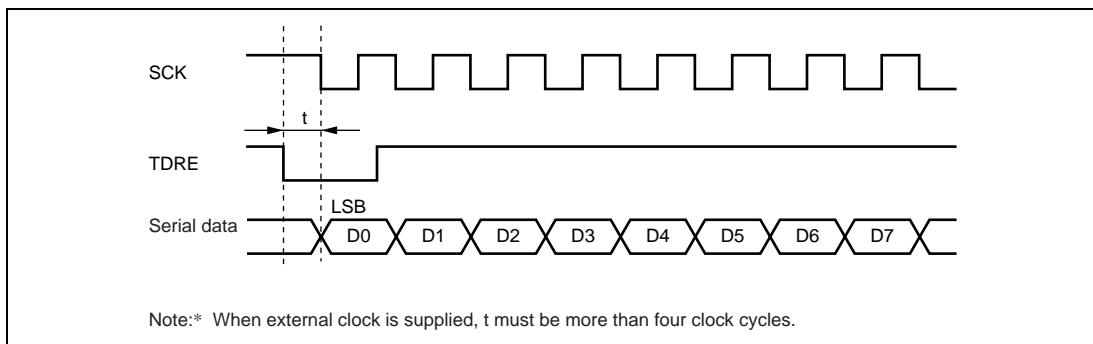 SCK
t
TDRE
LSB
Serial data
D0 D1 D2 D3 D4 D5 D6 D7
Note:* When external clock is supplied, t must be more than four clock cycles.